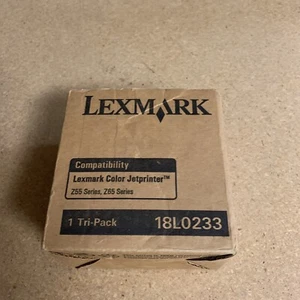 LEXMARK
Compatibility
Lexmark Color Jetprinter™
Z55 Series, Z65 Series
1 Tri-Pack 18L0233